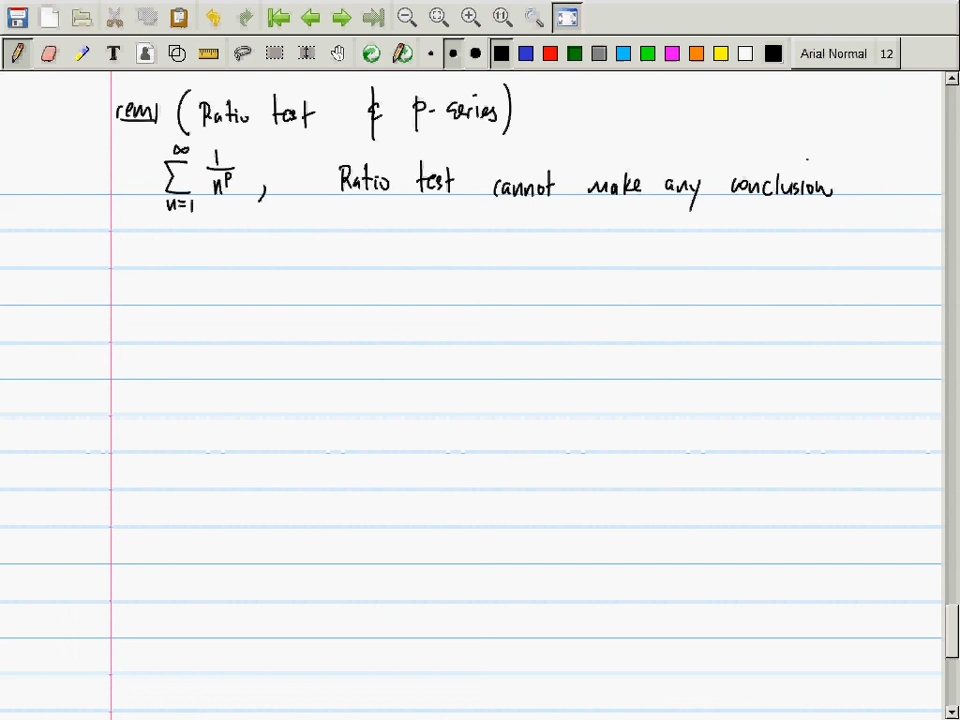 Arial Normal 12
rem (Ratio test & p-series)
∑_{n=1}^{∞} 1/n^p , Ratio test cannot make any conclusion